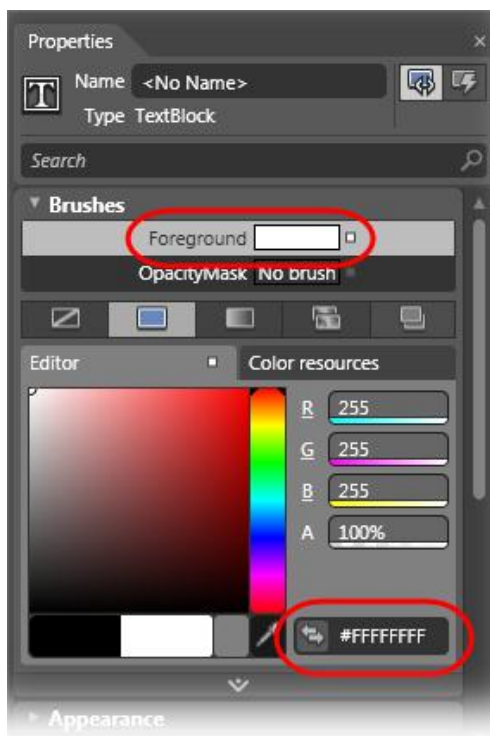 Properties
T Name <No Name>
Type TextBlock
Search
Brushes
Foreground
OpacityMask No brush
Editor Color resources
R 255
G 255
B 255
A 100%
#FFFFFFFF
Appearance